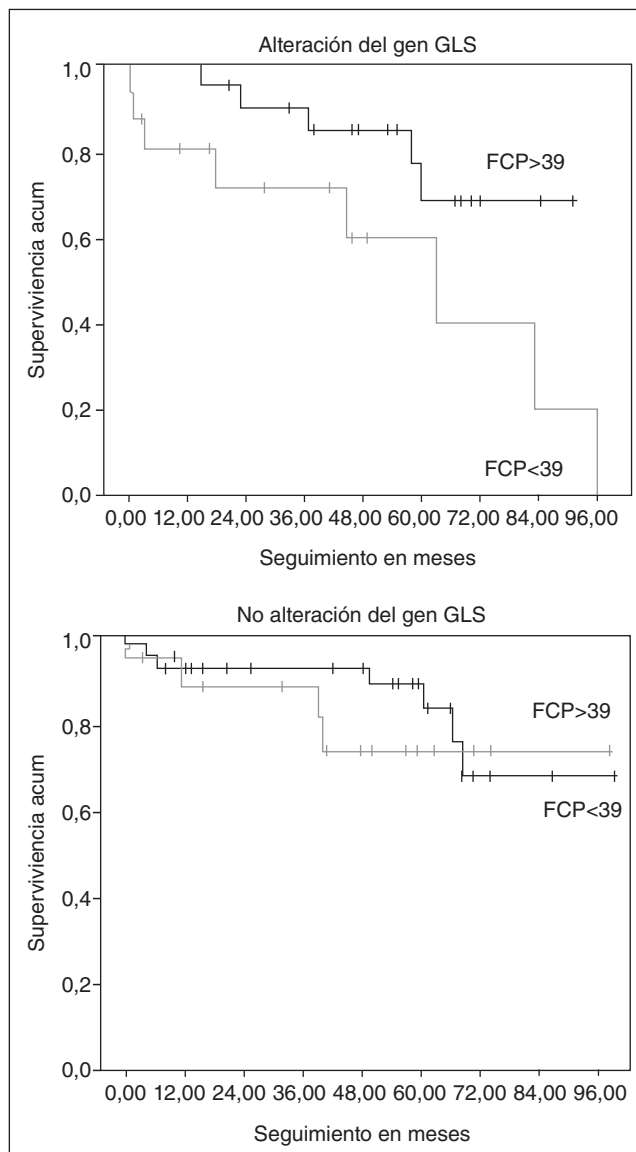 Alteración del gen GLS
1,0
0,8
0,6
0,4
0,2
0,0
Supervivencia acum
FCP>39
FCP<39
0,00 12,00 24,00 36,00 48,00 60,00 72,00 84,00 96,00
Seguimiento en meses
No alteración del gen GLS
1,0
0,8
0,6
0,4
0,2
0,0
Supervivencia acum
FCP>39
FCP<39
0,00 12,00 24,00 36,00 48,00 60,00 72,00 84,00 96,00
Seguimiento en meses